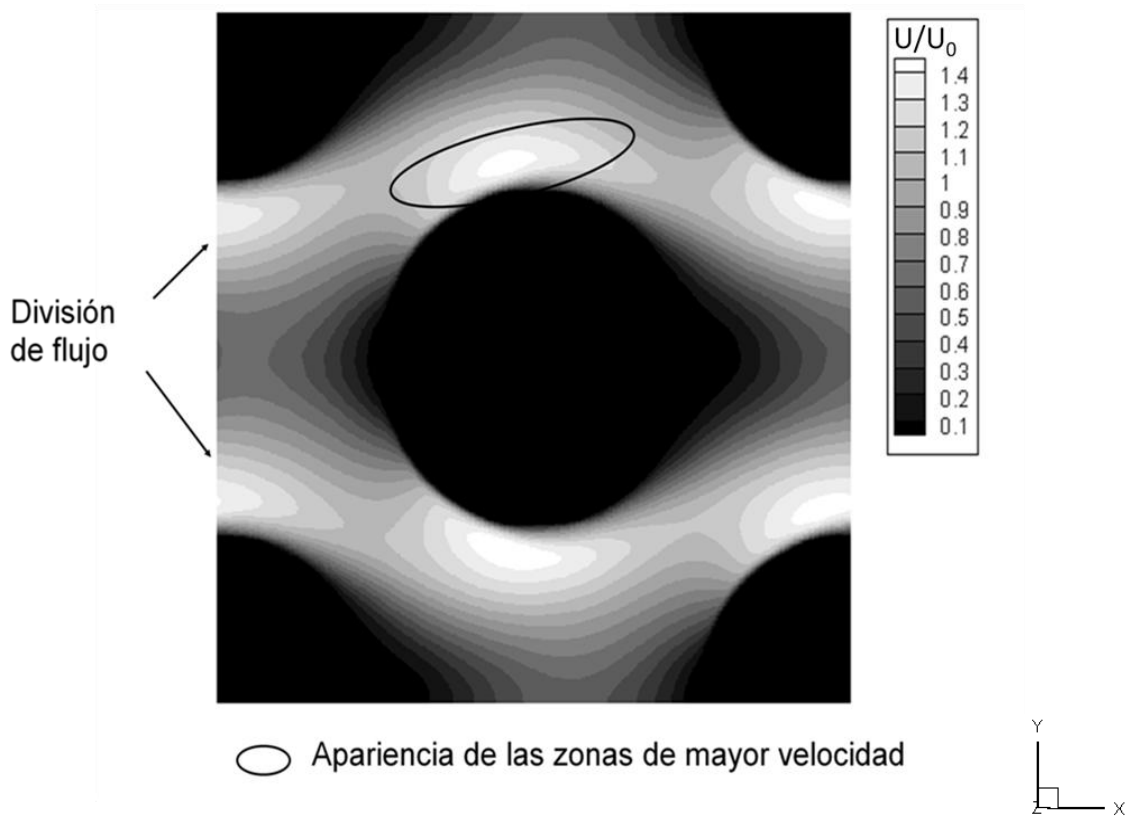 U/U0
1.4
1.3
1.2
1.1
1
0.9
0.8
0.7
0.6
0.5
0.4
0.3
0.2
0.1
División
de flujo
Apariencia de las zonas de mayor velocidad
Y
Z
X